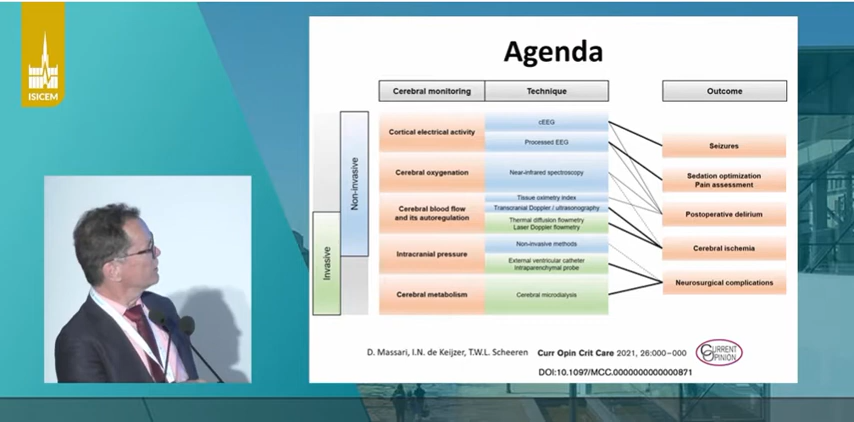 ISICEM
Agenda
Cerebral monitoring
Technique
Outcome
Non-invasive
Invasive
Cortical electrical activity
cEEG
Processed EEG
Cerebral oxygenation
Near-infrared spectroscopy
Cerebral blood flow
and its autoregulation
Tissue oximetry index
Transcranial Doppler / ultrasonography
Thermal diffusion flowmetry
Laser Doppler flowmetry
Intracranial pressure
Non-invasive methods
External ventricular catheter
Intraparenchymal probe
Cerebral metabolism
Cerebral microdialysis
Seizures
Sedation optimization
Pain assessment
Postoperative delirium
Cerebral ischemia
Neurosurgical complications
D. Massari, I.N. de Keijzer, T.W.L. Scheeren Curr Opin Crit Care 2021, 26:000–000
CURRENT
OPINION
DOI:10.1097/MCC.0000000000000871